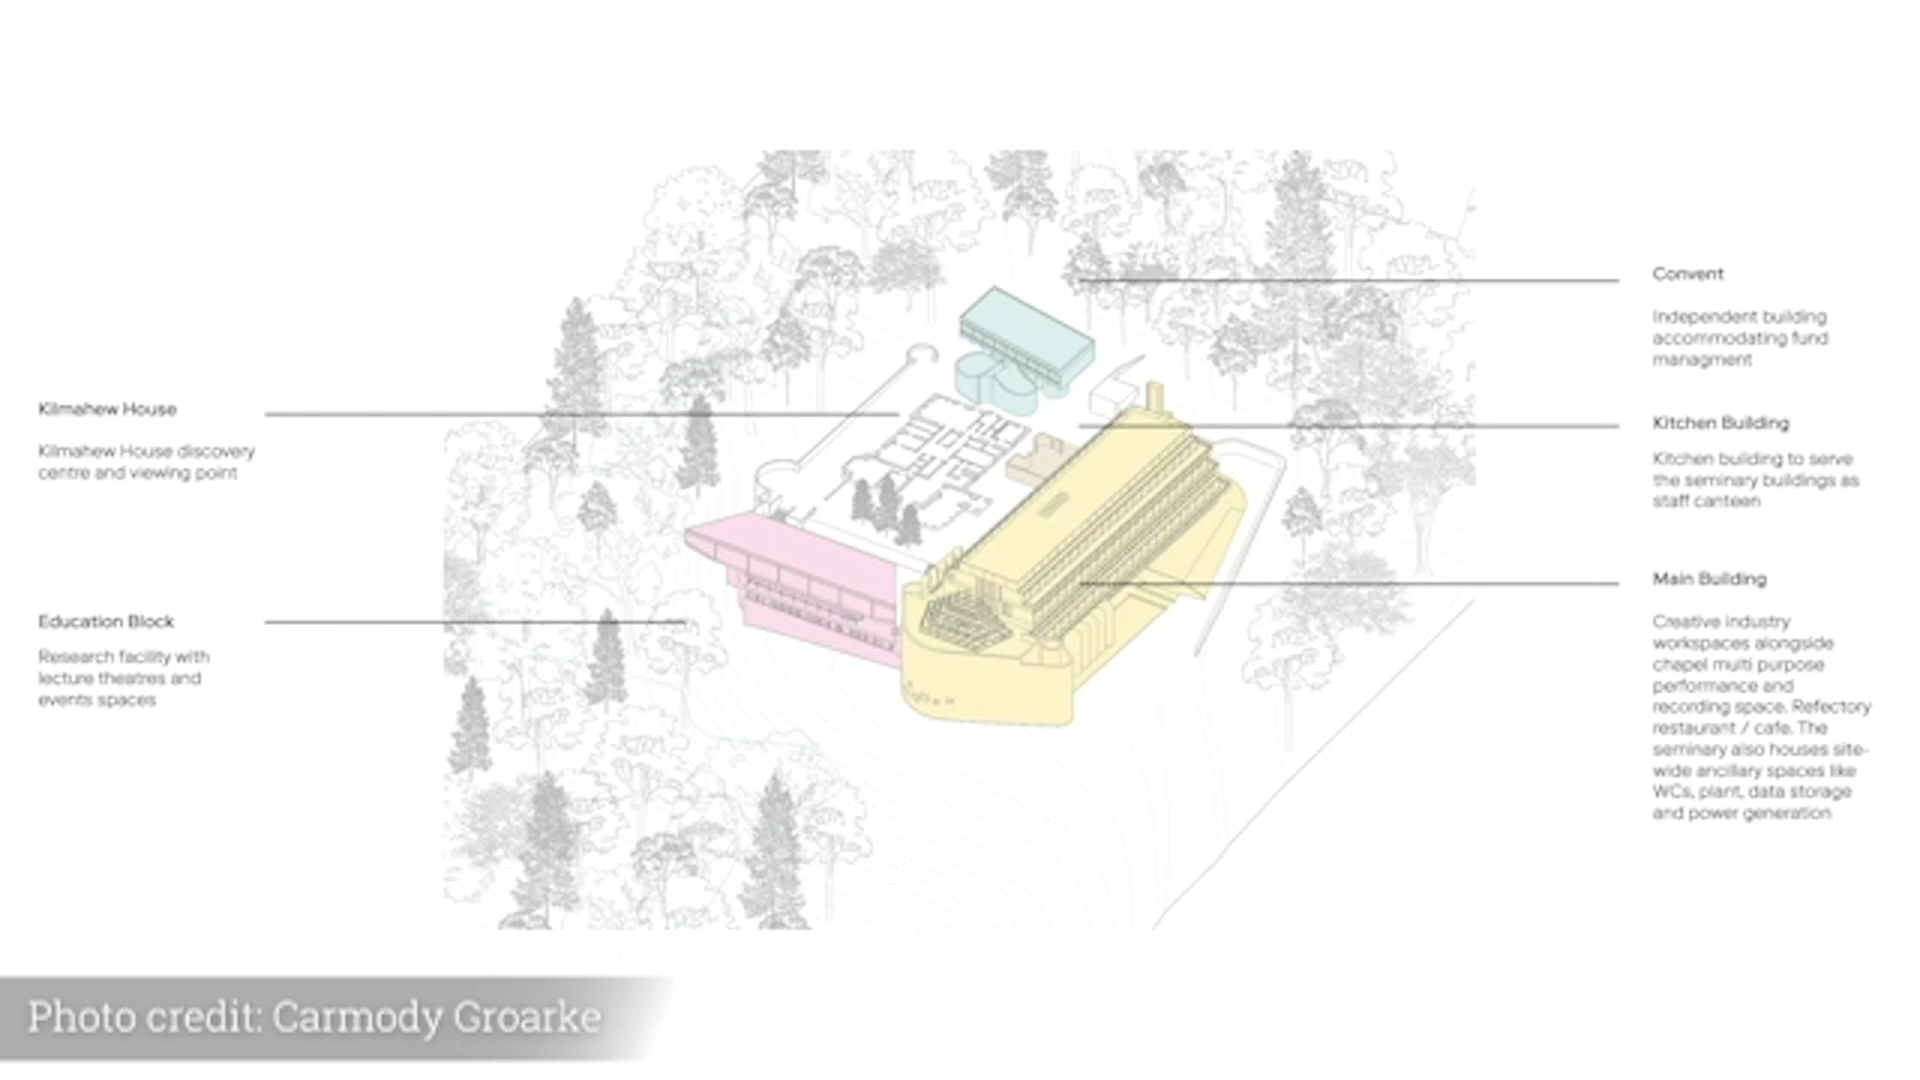 Kilmahew House
Kilmahew House discovery
centre and viewing point
Education Block
Research facility with
lecture theatres and
events spaces
Convent
Independent building
accommodating fund
managment
Kitchen Building
Kitchen building to serve
the seminary buildings as
staff canteen
Main Building
Creative industry
workspaces alongside
chapel multi purpose
performance and
recording space. Refectory
restaurant / cafe. The
seminary also houses site-
wide ancillary spaces like
WCs, plant, data storage
and power generation
Photo credit: Carmody Groarke